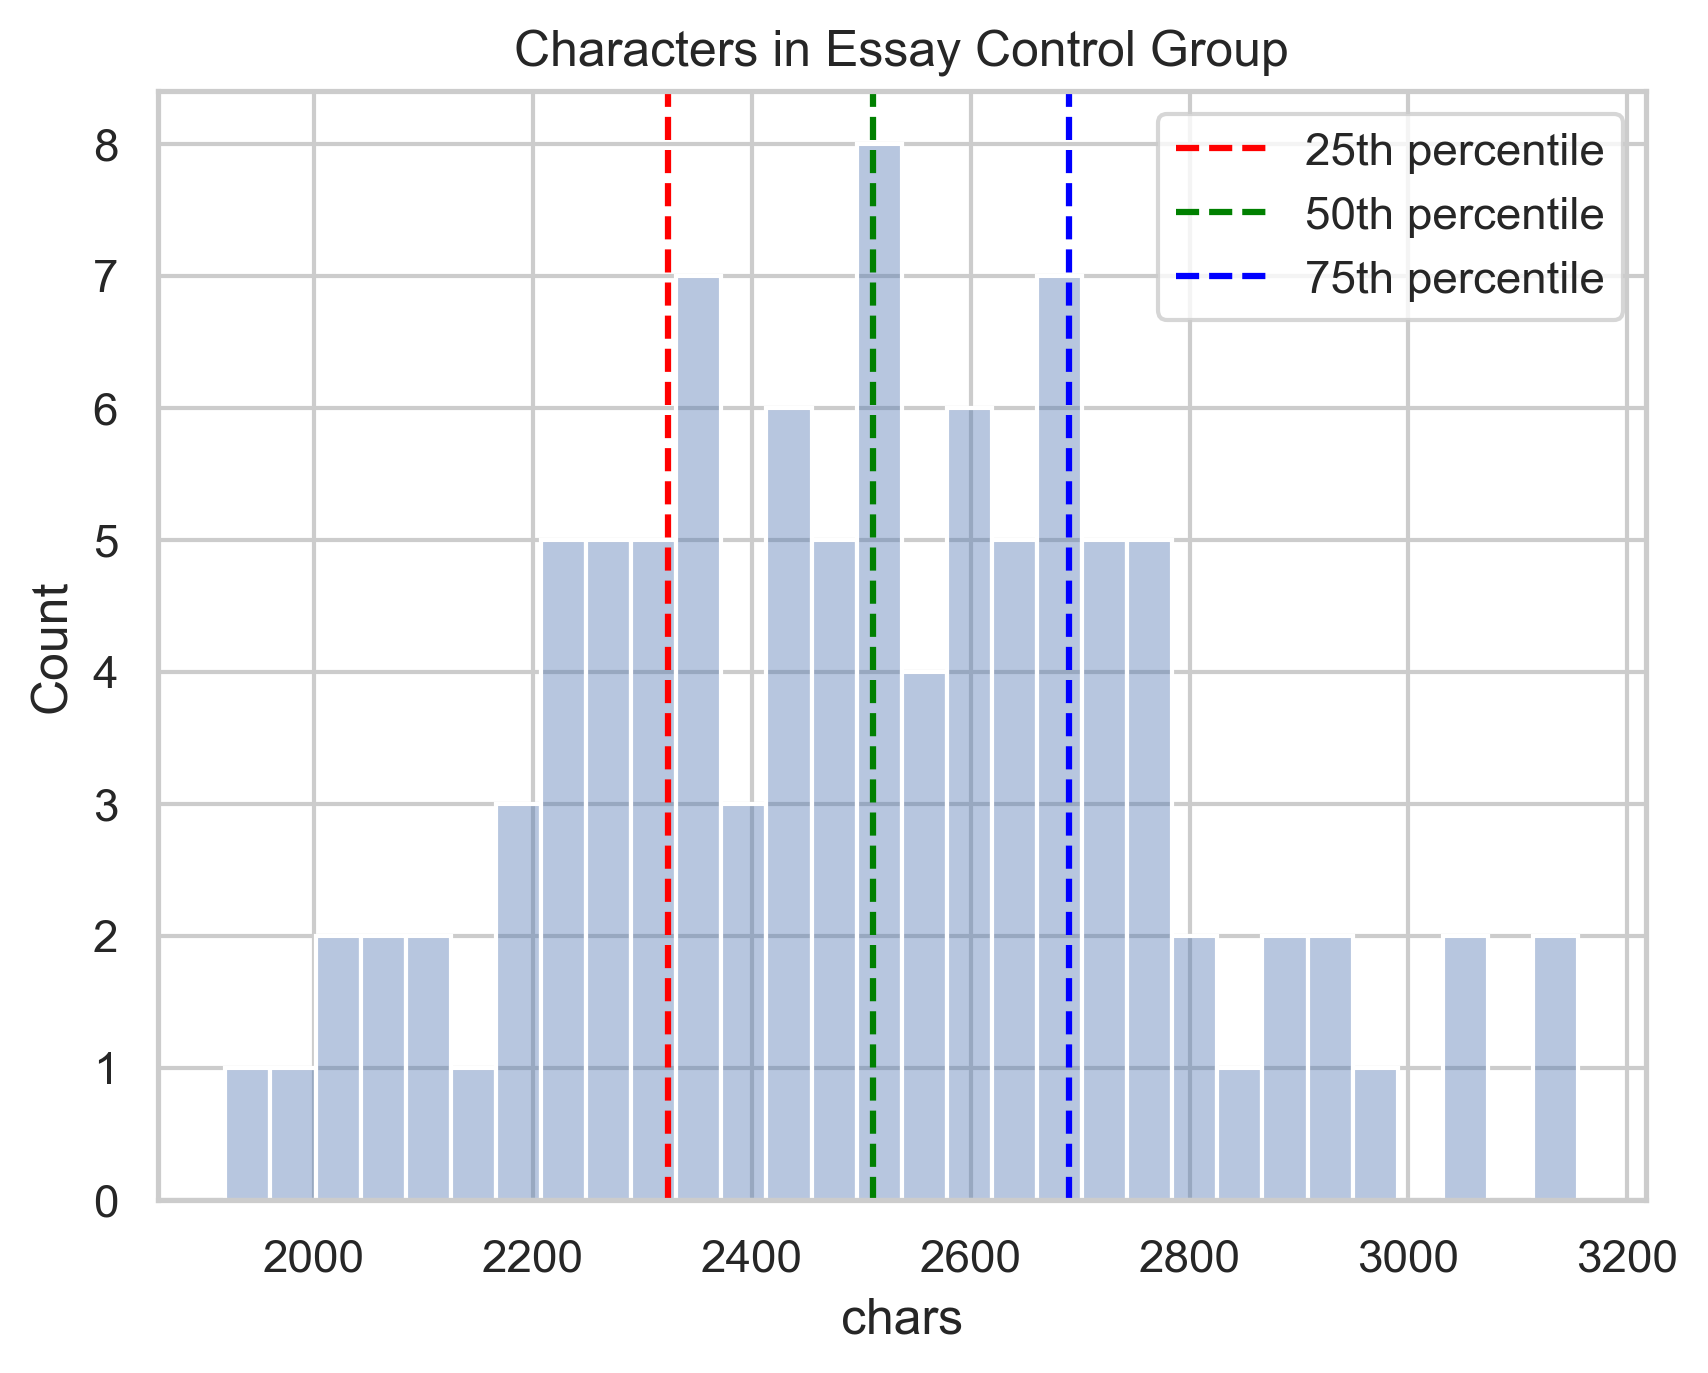 Characters in Essay Control Group
25th percentile
50th percentile
75th percentile
8
7
6
5
4
3
2
1
0
Count
2000 2200 2400 2600 2800 3000 3200
chars